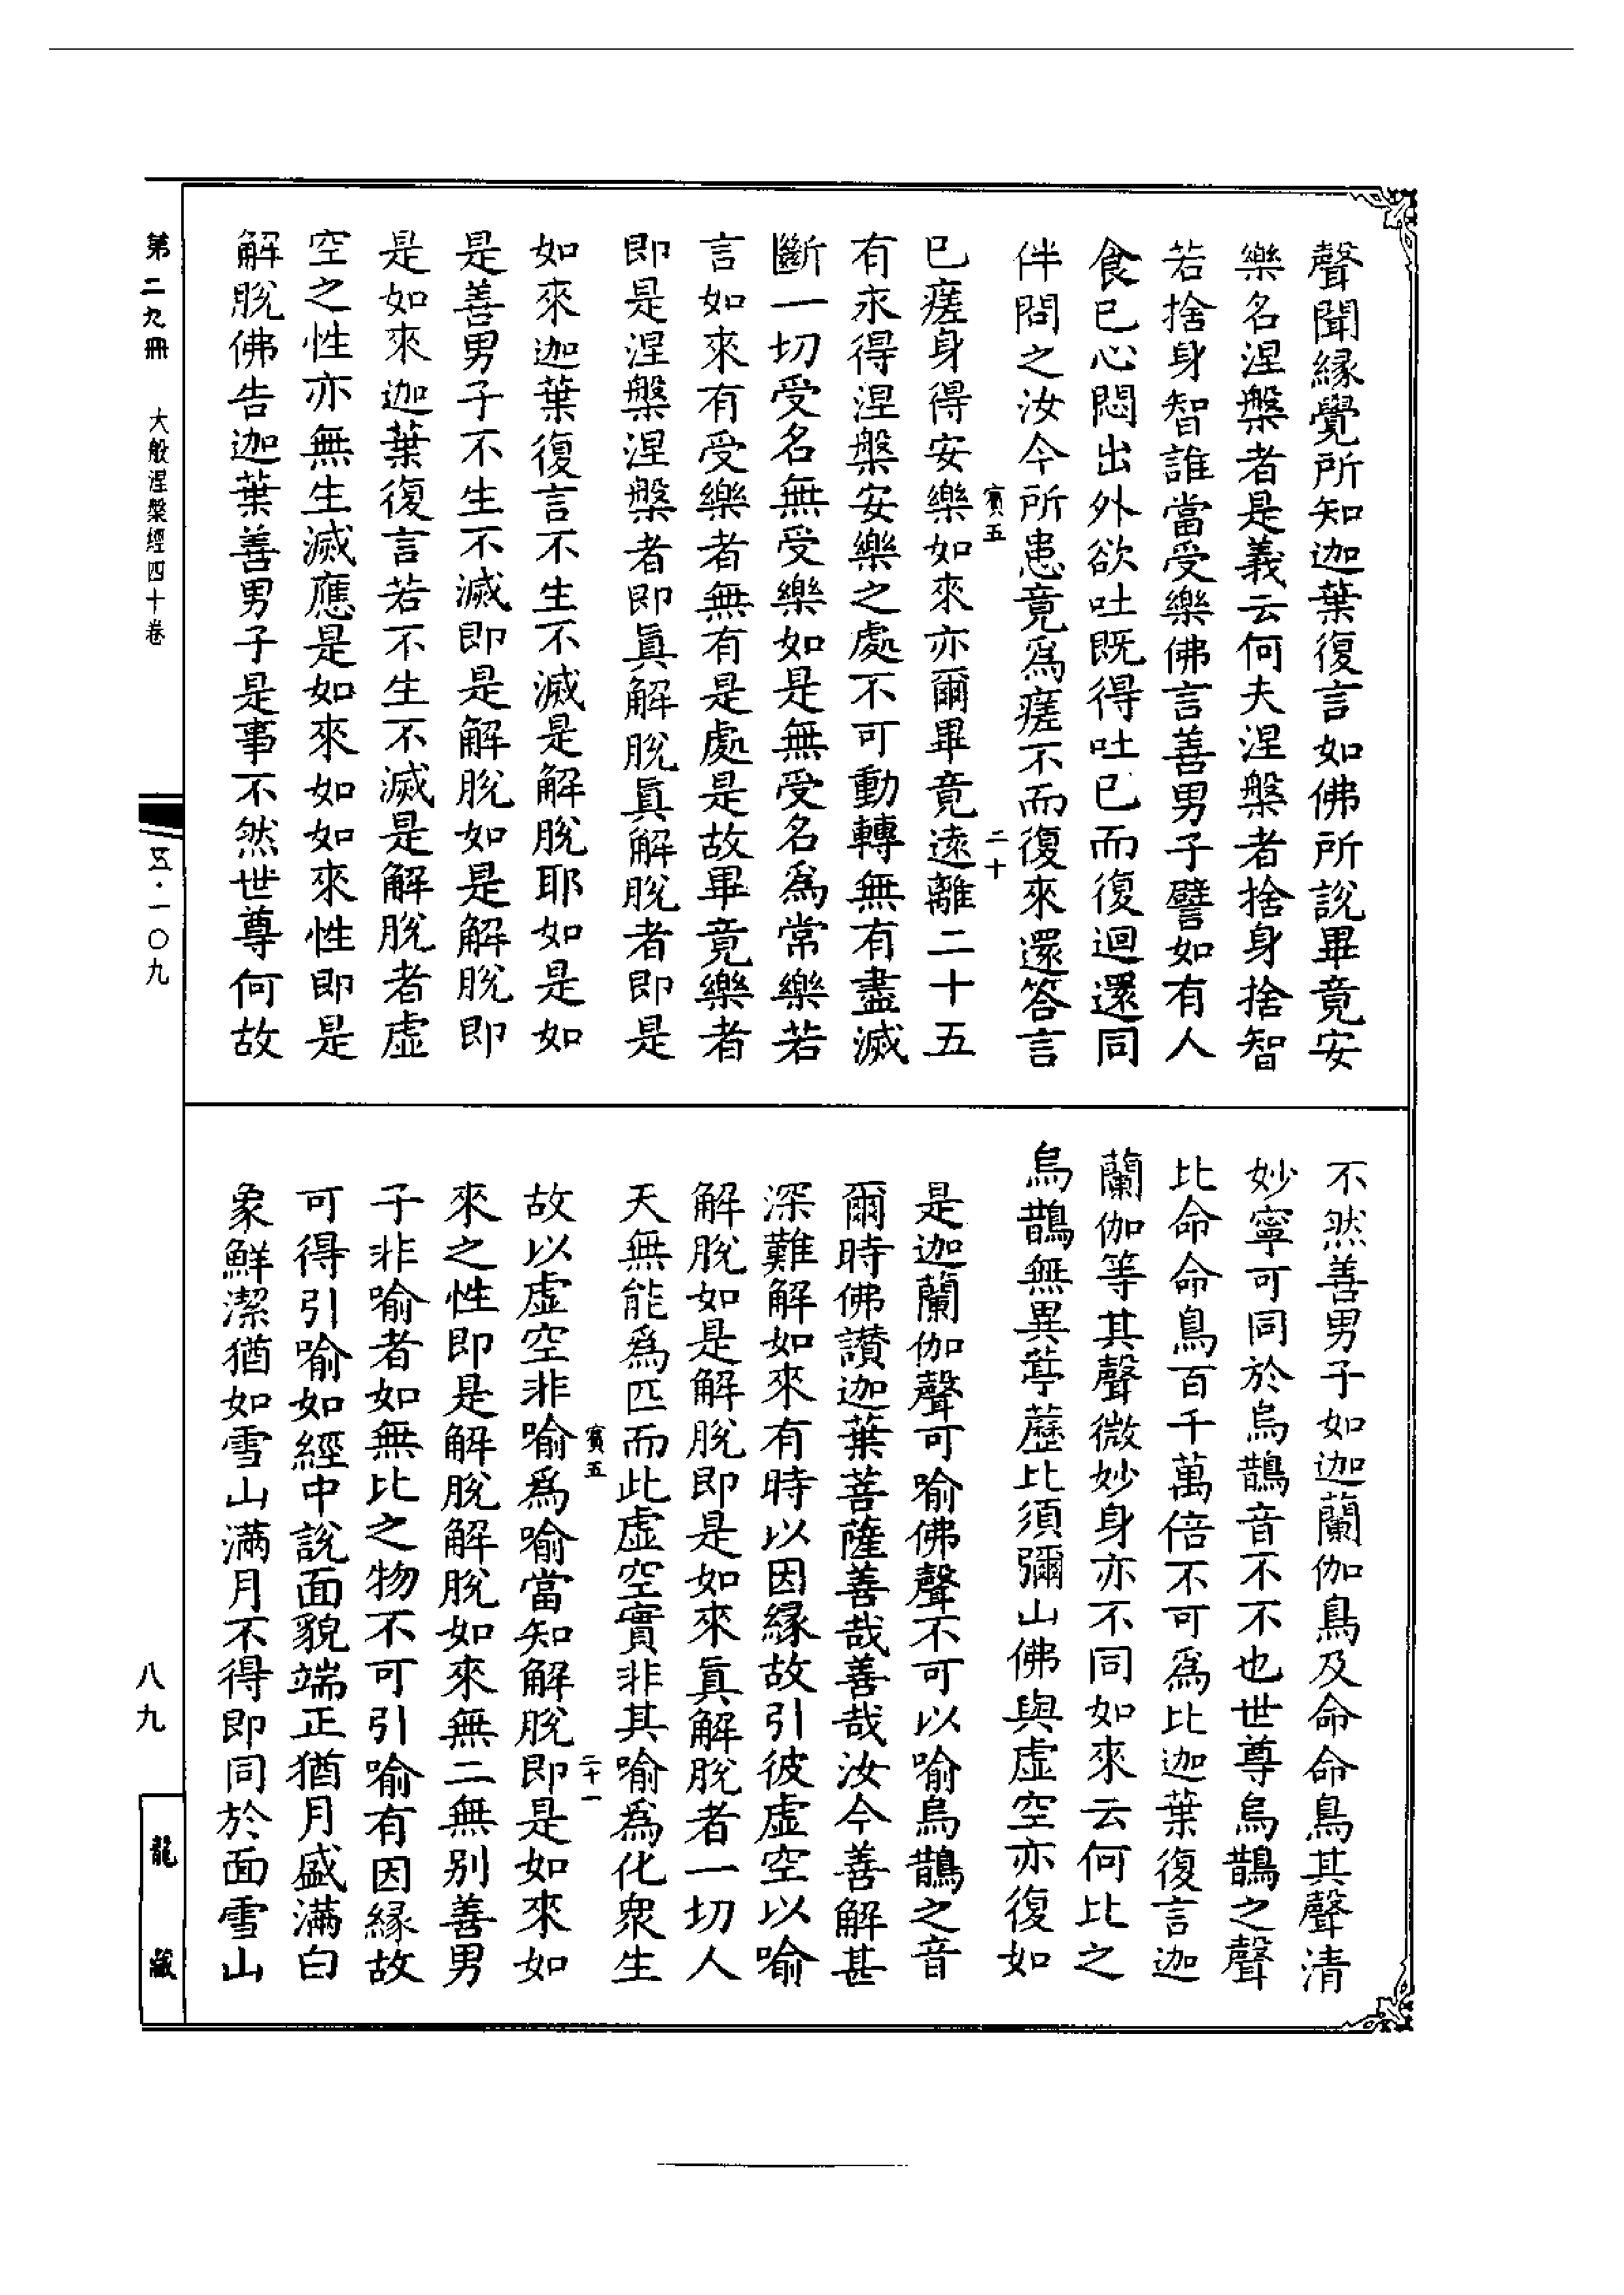 聲聞縁覺所知迦葉復言如佛所說畢竟安
樂名涅槃者是義云何夫涅槃者捨身捨智
若捨身智誰當受樂佛言善男子譬如有人
食已心悶出外欲吐既得吐已而復迴還同
伴問之汝今所患竟爲瘥不而復來還答言
賓五
二十
已瘥身得安樂如來亦爾畢竟遠離二十五
有永得涅槃安樂之處不可動轉無有盡滅
斷一切受名無受樂如是無受名爲常樂若
言如來有受樂者無有是處是故畢竟樂者
即是涅槃涅槃者即眞解脫眞解脫者即是
如來迦葉復言不生不滅是解脫耶如是如
是善男子不生不滅即是解脫如是解脫即
是如來迦葉復言若不生不滅是解脫者虛
空之性亦無生滅應是如來如如來性即是
解脫佛告迦葉善男子是事不然世尊何故
不然善男子如迦蘭伽鳥及命命鳥其聲清
妙寧可同於烏鵲音不不也世尊烏鵲之聲
比命命鳥百千萬倍不可爲比迦葉復言迦
蘭伽等其聲微妙身亦不同如來云何比之
烏鵲無異葶藶比須彌山佛與虛空亦復如
是迦蘭伽聲可喻佛聲不可以喻烏鵲之音
爾時佛讃迦葉菩薩善哉善哉汝今善解甚
深難解如來有時以因縁故引彼虛空以喻
解脫如是解脫即是如來眞解脫者一切人
天無能爲匹而此虛空實非其喻爲化衆生
賓五
二十一
故以虛空非喻爲喻當知解脫即是如來如
來之性即是解脫解脫如來無二無別善男
子非喻者如無比之物不可引喻有因縁故
可得引喻如經中說面貌端正猶月盛滿白
象鮮潔猶如雪山滿月不得即同於面雪山
第二九冊 大般涅槃經四十卷
五·一〇九
八九
龍藏